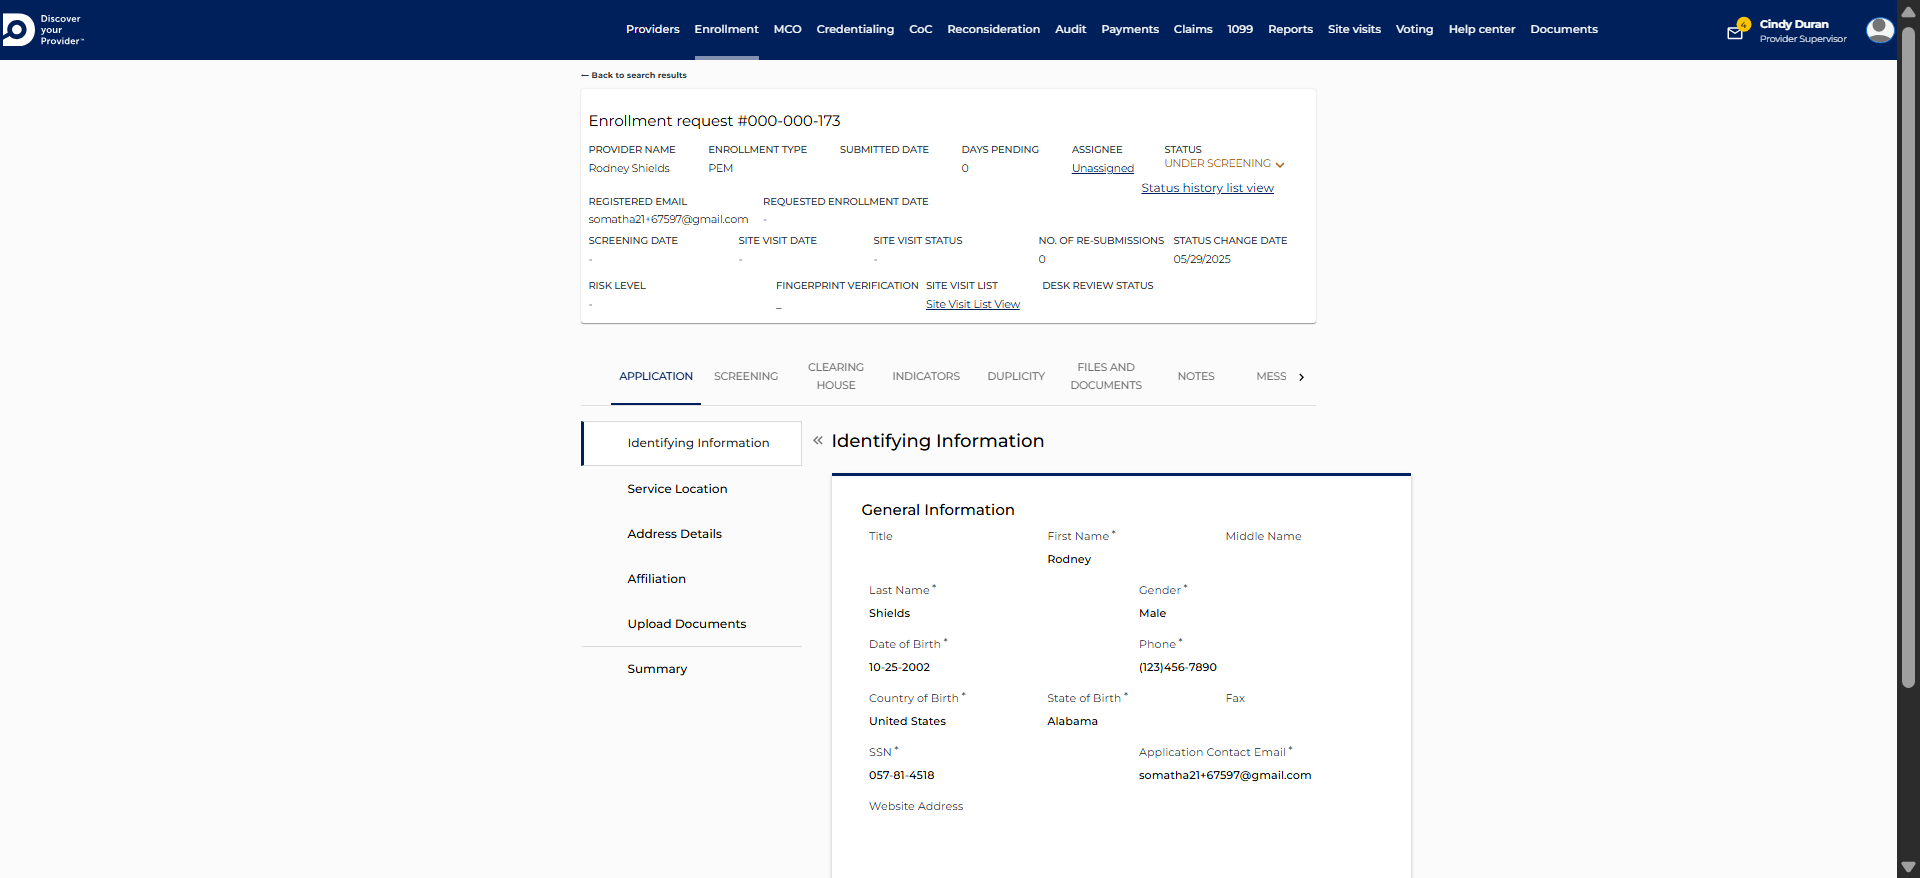 Discover
your
Provider™
Providers Enrollment MCO Credentialing CoC Reconsideration Audit Payments Claims 1099 Reports Site visits Voting Help center Documents
4
Cindy Duran
Provider Supervisor
← Back to search results
Enrollment request #000-000-173
PROVIDER NAME ENROLLMENT TYPE SUBMITTED DATE DAYS PENDING ASSIGNEE STATUS
Rodney Shields PEM 0 Unassigned UNDER SCREENING
Status history list view
REGISTERED EMAIL REQUESTED ENROLLMENT DATE
somatha21+67597@gmail.com -
SCREENING DATE SITE VISIT DATE SITE VISIT STATUS NO. OF RE-SUBMISSIONS STATUS CHANGE DATE
- - - 0 05/29/2025
RISK LEVEL FINGERPRINT VERIFICATION SITE VISIT LIST DESK REVIEW STATUS
- _ Site Visit List View
APPLICATION SCREENING CLEARING HOUSE INDICATORS DUPLICITY FILES AND DOCUMENTS NOTES MESS
Identifying Information
Service Location
Address Details
Affiliation
Upload Documents
Summary
« Identifying Information
General Information
Title First Name* Middle Name
Rodney
Last Name* Gender*
Shields Male
Date of Birth* Phone*
10-25-2002 (123)456-7890
Country of Birth* State of Birth* Fax
United States Alabama
SSN* Application Contact Email*
057-81-4518 somatha21+67597@gmail.com
Website Address